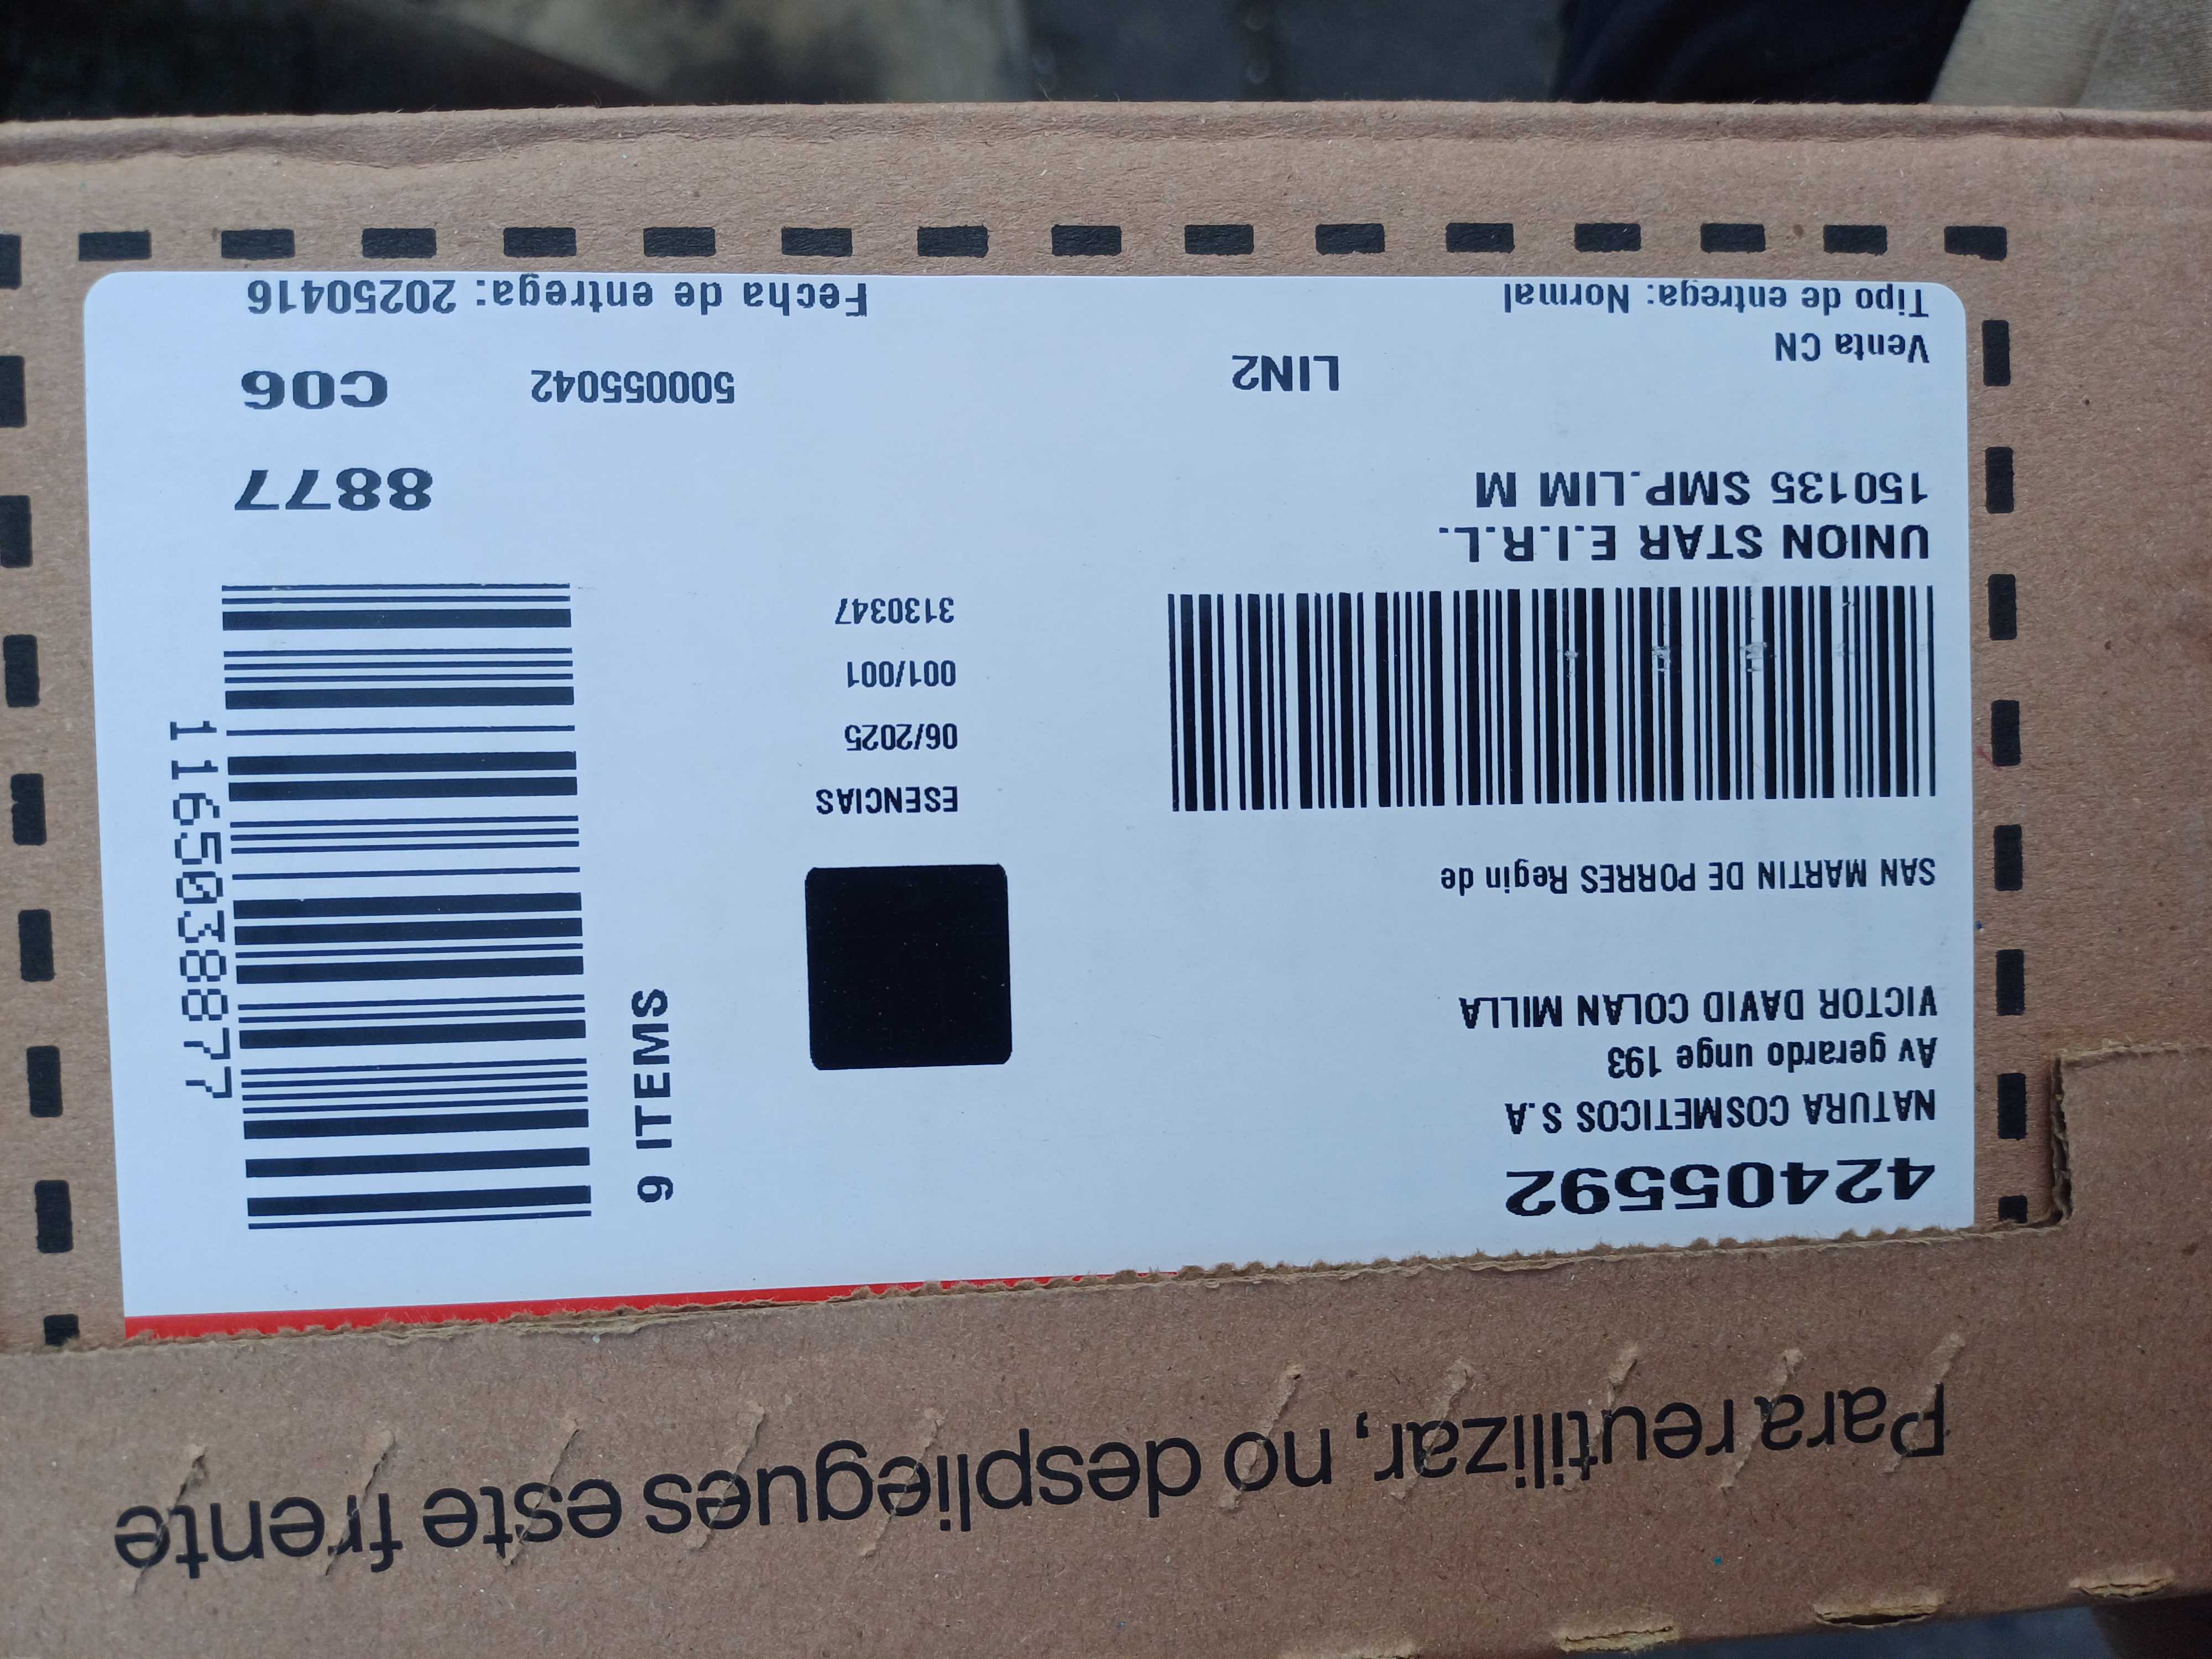 Para reutilizar, no despliegues este frente
42405592
NATURA COSMETICOS S.A
Av gerardo unge 193
VICTOR DAVID COLAN MILLA
SAN MARTIN DE PORRES Regin de
UNION STAR E.I.R.L.
150135 SMP.LIM M
LIN2
Venta CN
Tipo de entrega: Normal
ESENCIAS
06/2025
001/001
3130347
9 ITEMS
1165038877
8877
500055042
C06
Fecha de entrega: 20250416